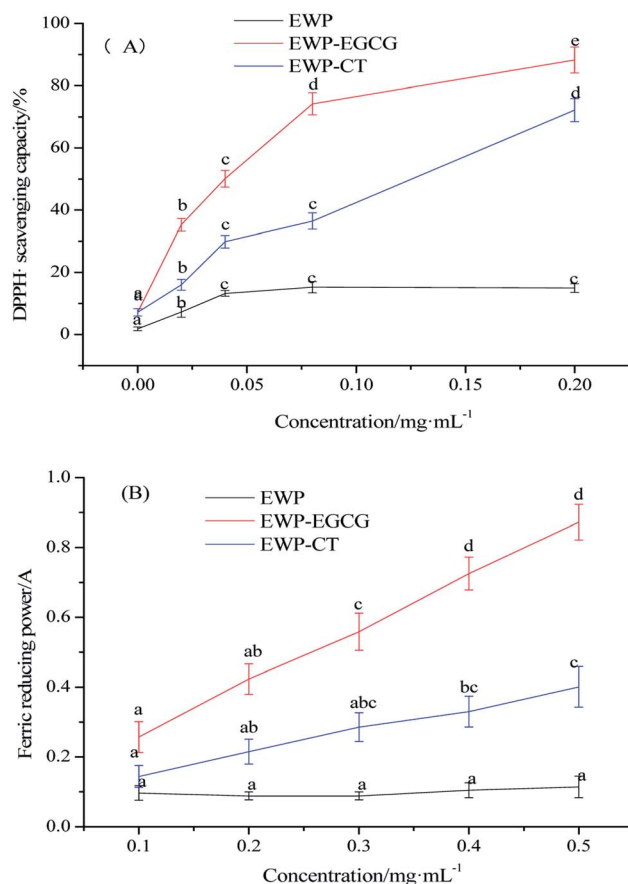 (A)
EWP
EWP-EGCG
EWP-CT
DPPH· scavenging capacity/%
100
80
60
40
20
0
e
d
d
c
c
c
b
c
c
b
b
a
a
c
0.00
0.05
0.10
0.15
0.20
Concentration/mg·mL⁻¹
(B)
EWP
EWP-EGCG
EWP-CT
Ferric reducing power/A
1.0
0.8
0.6
0.4
0.2
0.0
d
d
c
ab
a
c
bc
abc
ab
a
a
a
a
a
a
0.1
0.2
0.3
0.4
0.5
Concentration/mg·mL⁻¹